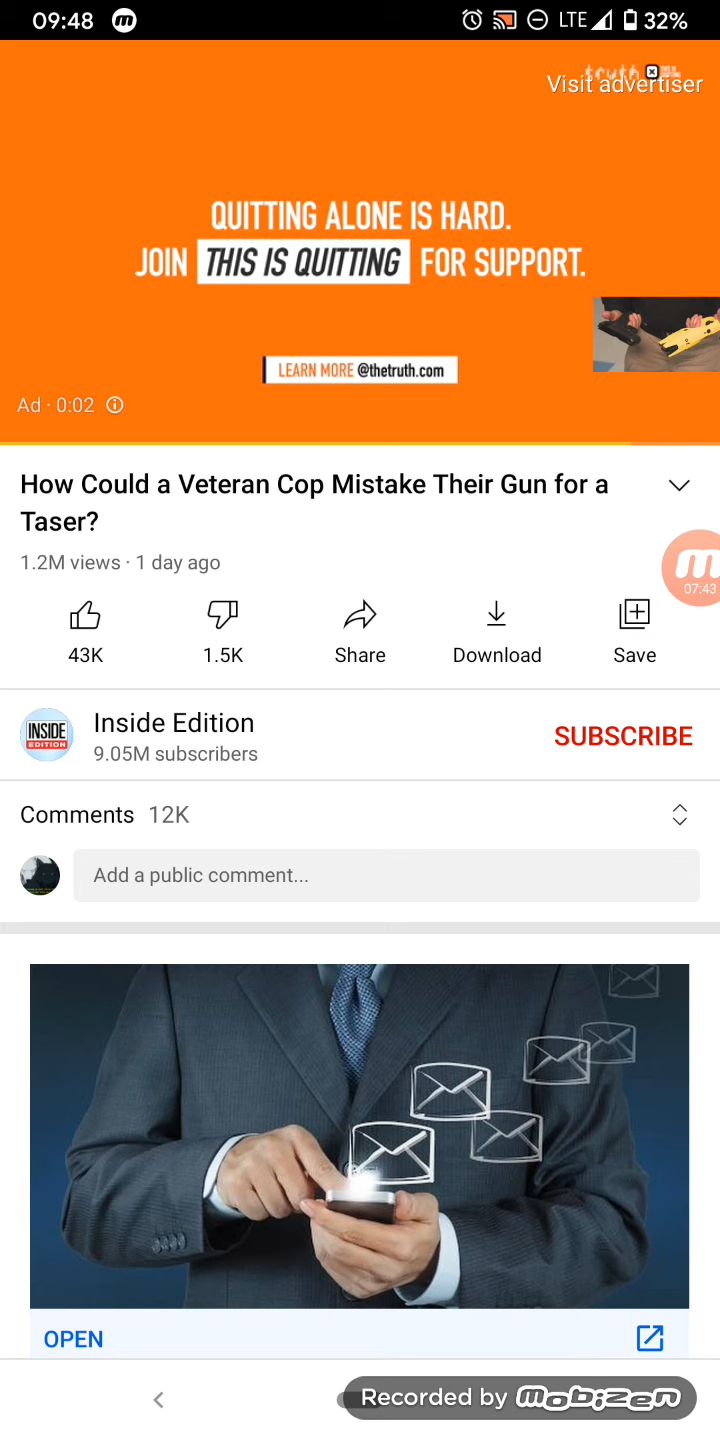 09:48 m LTE 32%
truth
Visit advertiser
QUITTING ALONE IS HARD.
JOIN THIS IS QUITTING FOR SUPPORT.
LEARN MORE @thetruth.com
Ad · 0:02
How Could a Veteran Cop Mistake Their Gun for a
Taser?
1.2M views · 1 day ago
m
07:43
43K 1.5K Share Download Save
INSIDE
EDITION
Inside Edition
9.05M subscribers
SUBSCRIBE
Comments 12K
Add a public comment...
OPEN
Recorded by mobizen